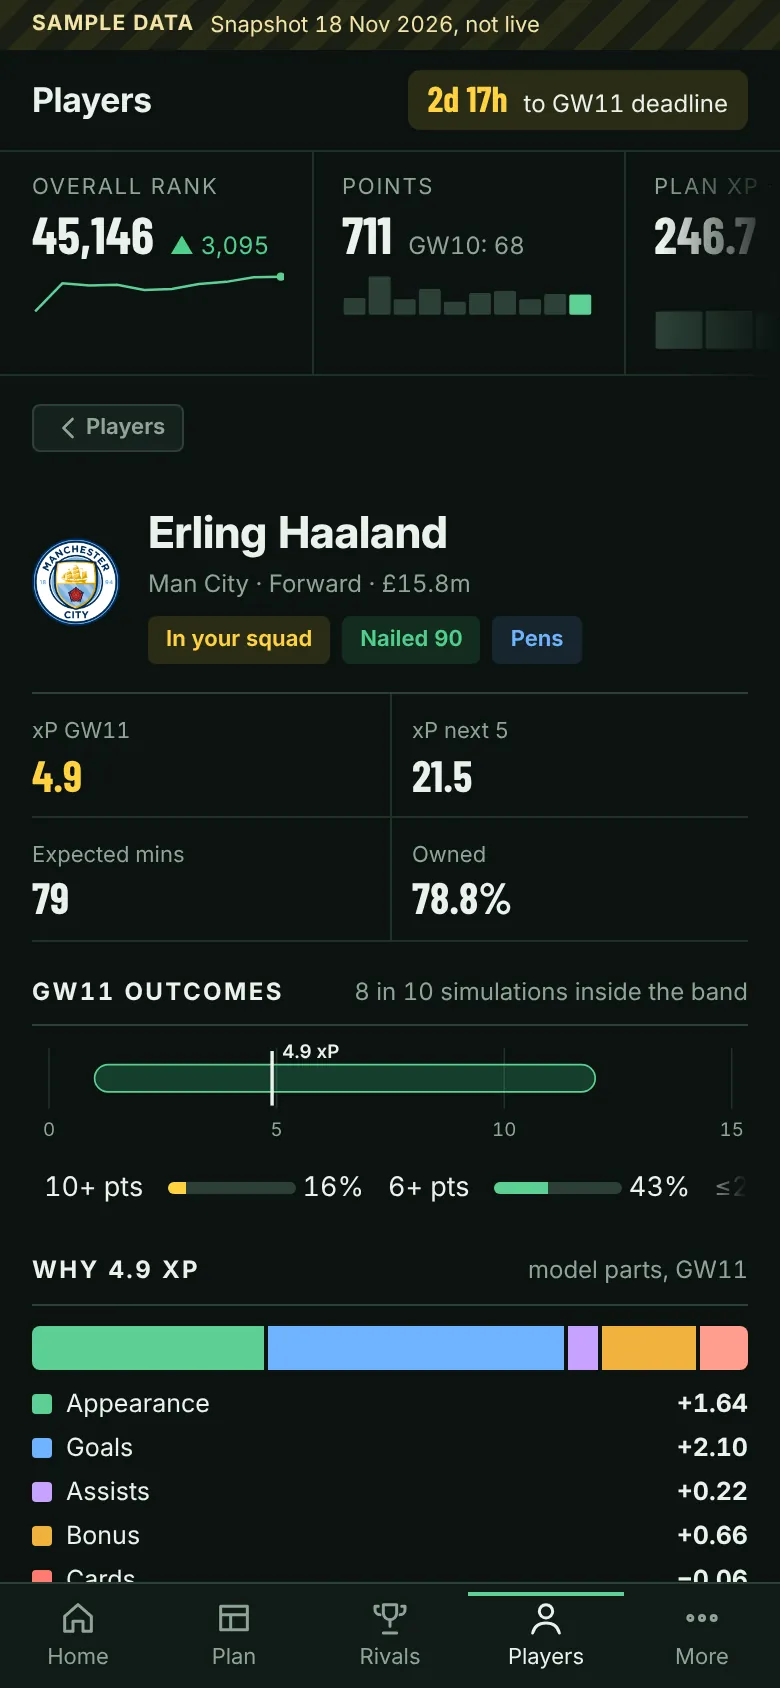 SAMPLE DATA Snapshot 18 Nov 2026, not live
Players
2d 17h to GW11 deadline
OVERALL RANK
45,146 ▲ 3,095
POINTS
711 GW10: 68
PLAN XP
246.7
Players
MANCHESTER
18 94
CITY
Erling Haaland
Man City · Forward · £15.8m
In your squad
Nailed 90
Pens
xP GW11
4.9
xP next 5
21.5
Expected mins
79
Owned
78.8%
GW11 OUTCOMES
8 in 10 simulations inside the band
4.9 xP
0 5 10 15
10+ pts 16% 6+ pts 43% ≤2
WHY 4.9 XP
model parts, GW11
Appearance +1.64
Goals +2.10
Assists +0.22
Bonus +0.66
Cards −0.06
Home
Plan
Rivals
Players
More